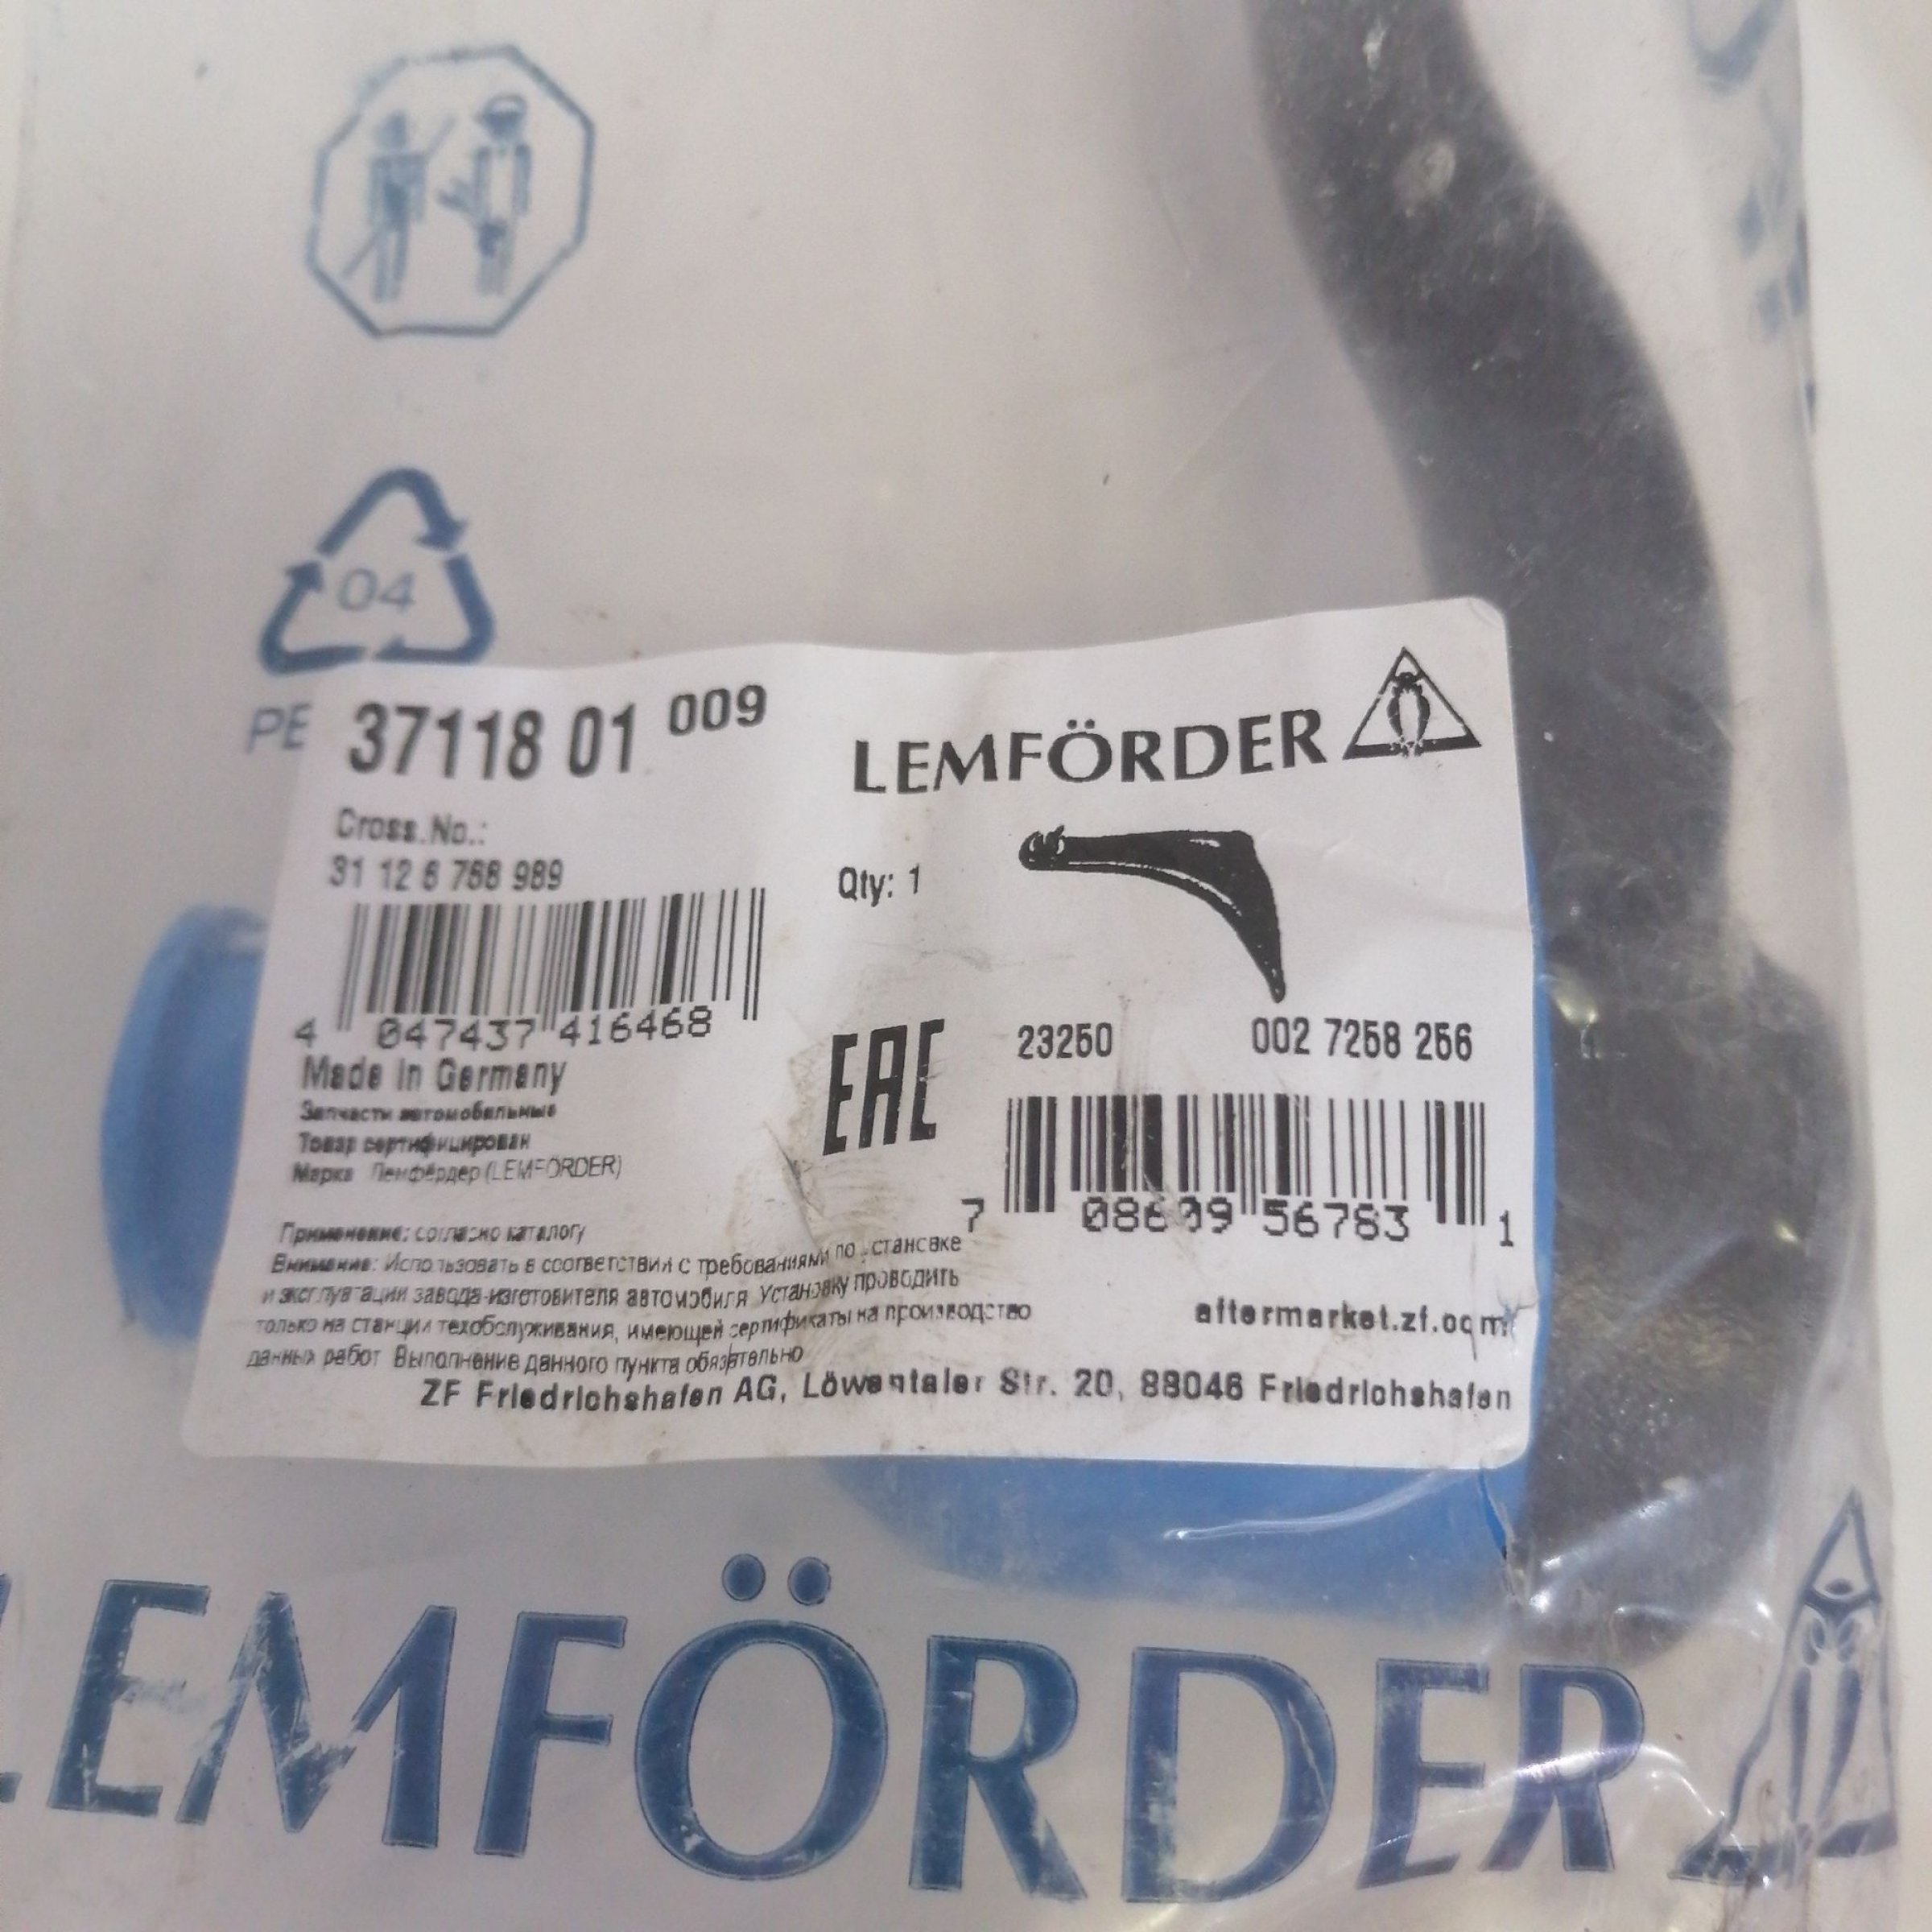 04
PE
37118 01 009
LEMFÖRDER
Cross.No.:
31 12 6 768 989
Qty: 1
4 047437 416468
Made in Germany
EAC
23250 002 7258 256
Запчасти автомобильные
Товар сертифицирован
Марка Лемфёрдер (LEMFÖRDER)
7 08609 56783 1
Применение: согласно каталогу
Внимание: Использовать в соответствии с требованиями по установке
и эксплуатации завода-изготовителя автомобиля Установку проводить
только на станции техобслуживания, имеющей сертификаты на производство
данных работ Выполнение данного пункта обязательно
aftermarket.zf.com
ZF Friedrichshafen AG, Löwentaler Str. 20, 88046 Friedrichshafen
LEMFÖRDER